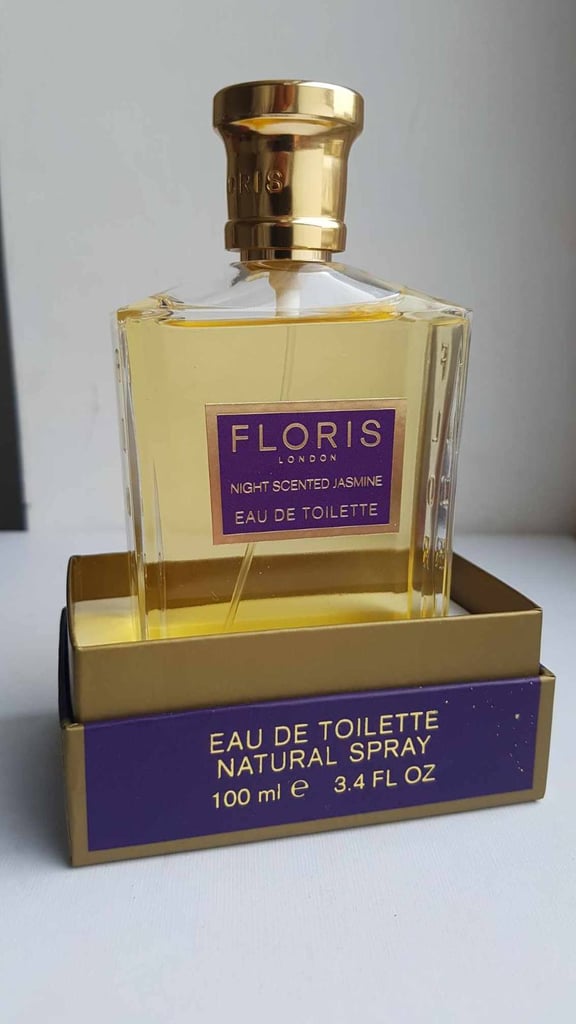 FLORIS
LONDON
NIGHT SCENTED JASMINE
EAU DE TOILETTE
EAU DE TOILETTE
NATURAL SPRAY
100 ml ℮ 3.4 FL OZ